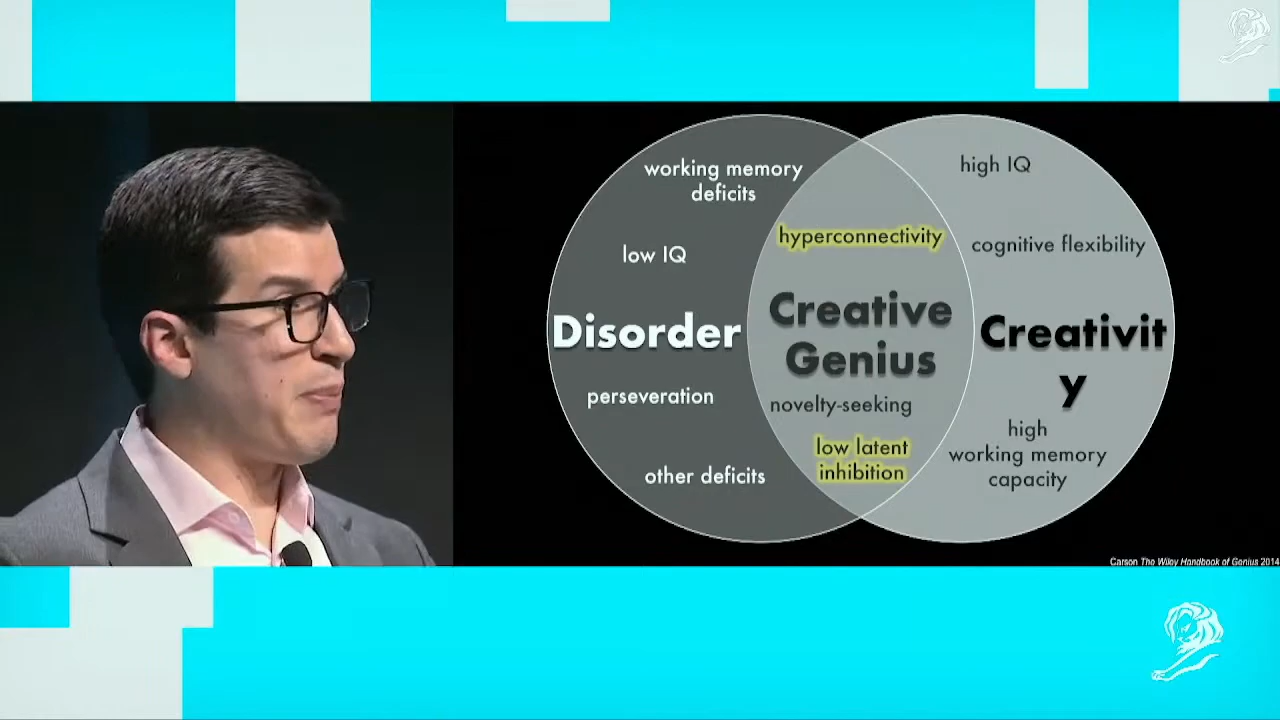 working memory
deficits
low IQ
Disorder
perseveration
other deficits
hyperconnectivity
Creative
Genius
novelty-seeking
low latent
inhibition
high IQ
cognitive flexibility
Creativit
y
high
working memory
capacity
Carson The Wiley Handbook of Genius 2014